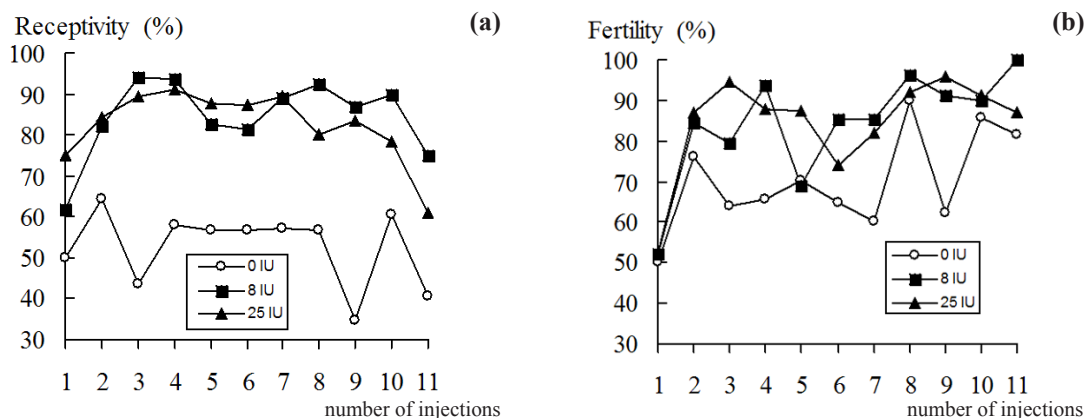 Receptivity (%)
(a)
100
90
80
70
60
50
40
30
0 IU
8 IU
25 IU
1 2 3 4 5 6 7 8 9 10 11
number of injections
Fertility (%)
(b)
100
90
80
70
60
50
40
30
0 IU
8 IU
25 IU
1 2 3 4 5 6 7 8 9 10 11
number of injections